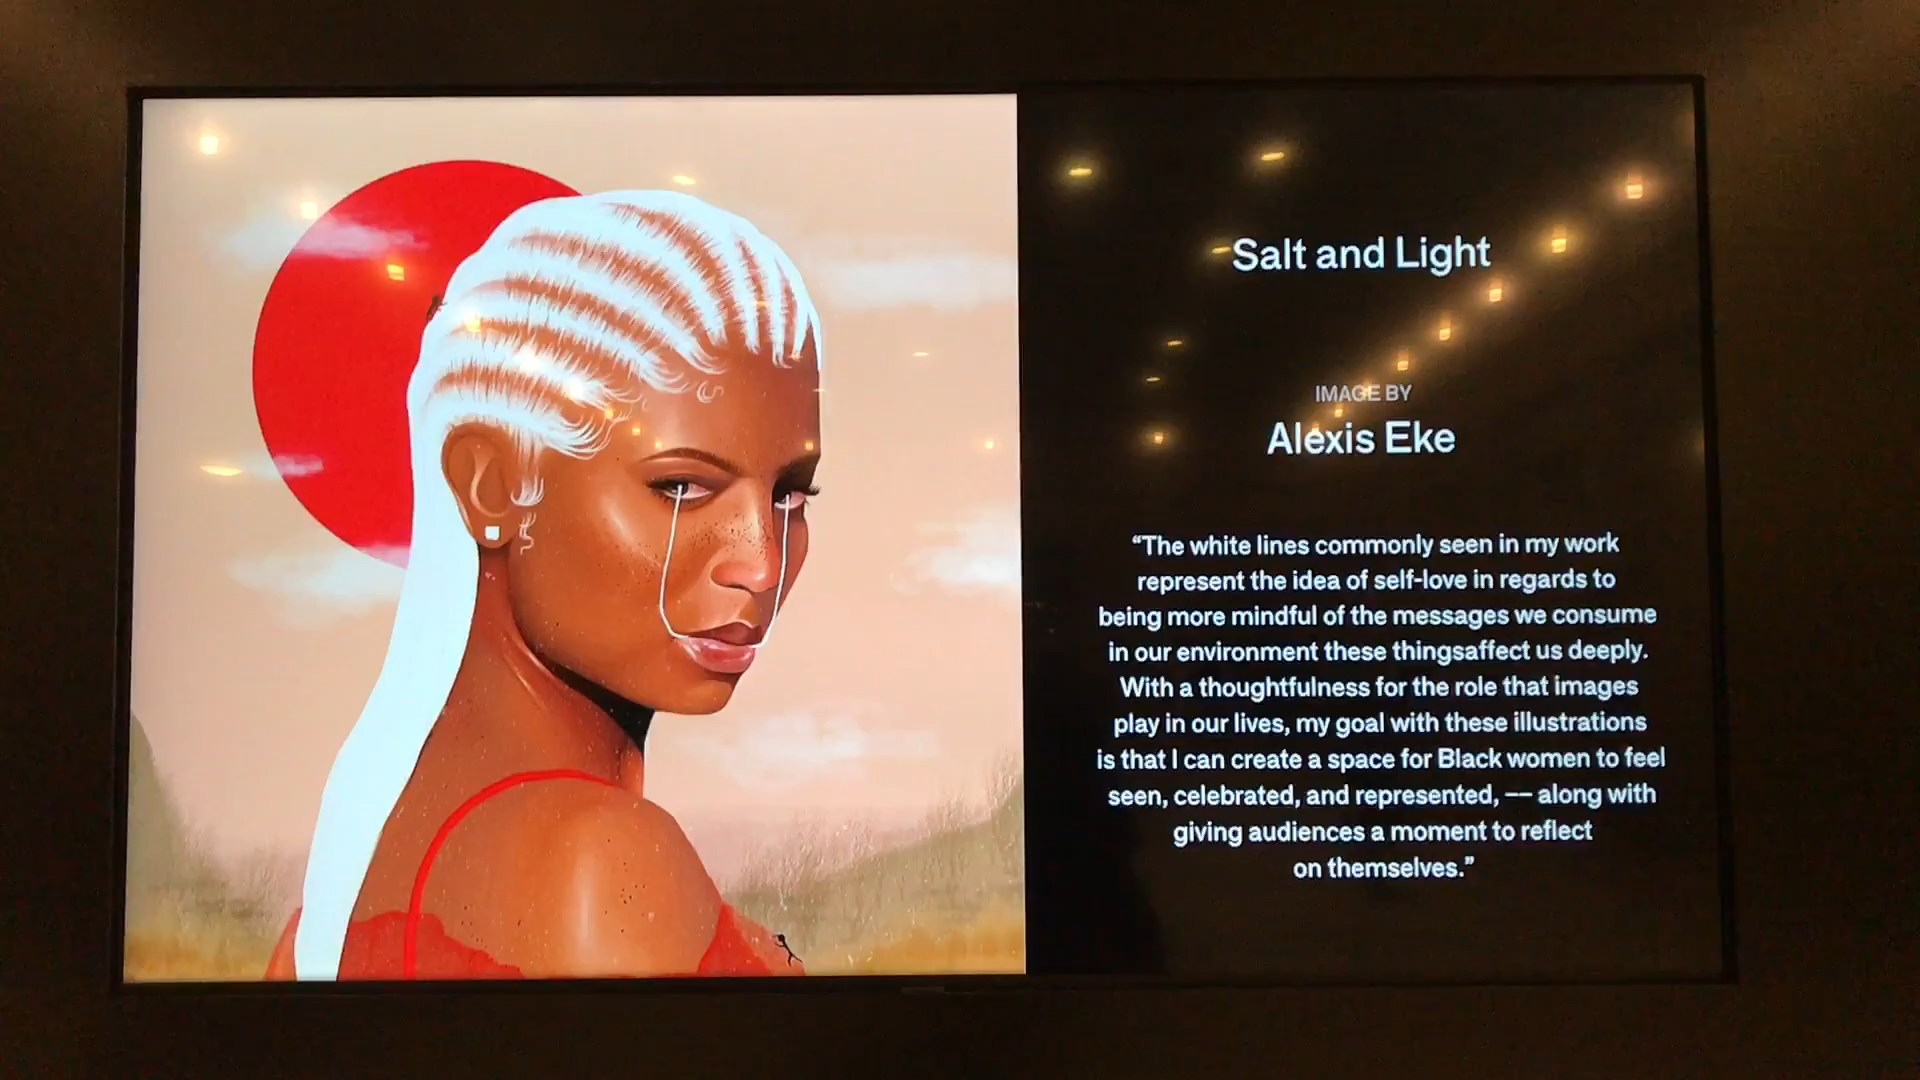 Salt and Light
IMAGE BY
Alexis Eke
“The white lines commonly seen in my work
represent the idea of self-love in regards to
being more mindful of the messages we consume
in our environment these thingsaffect us deeply.
With a thoughtfulness for the role that images
play in our lives, my goal with these illustrations
is that I can create a space for Black women to feel
seen, celebrated, and represented, –– along with
giving audiences a moment to reflect
on themselves.”